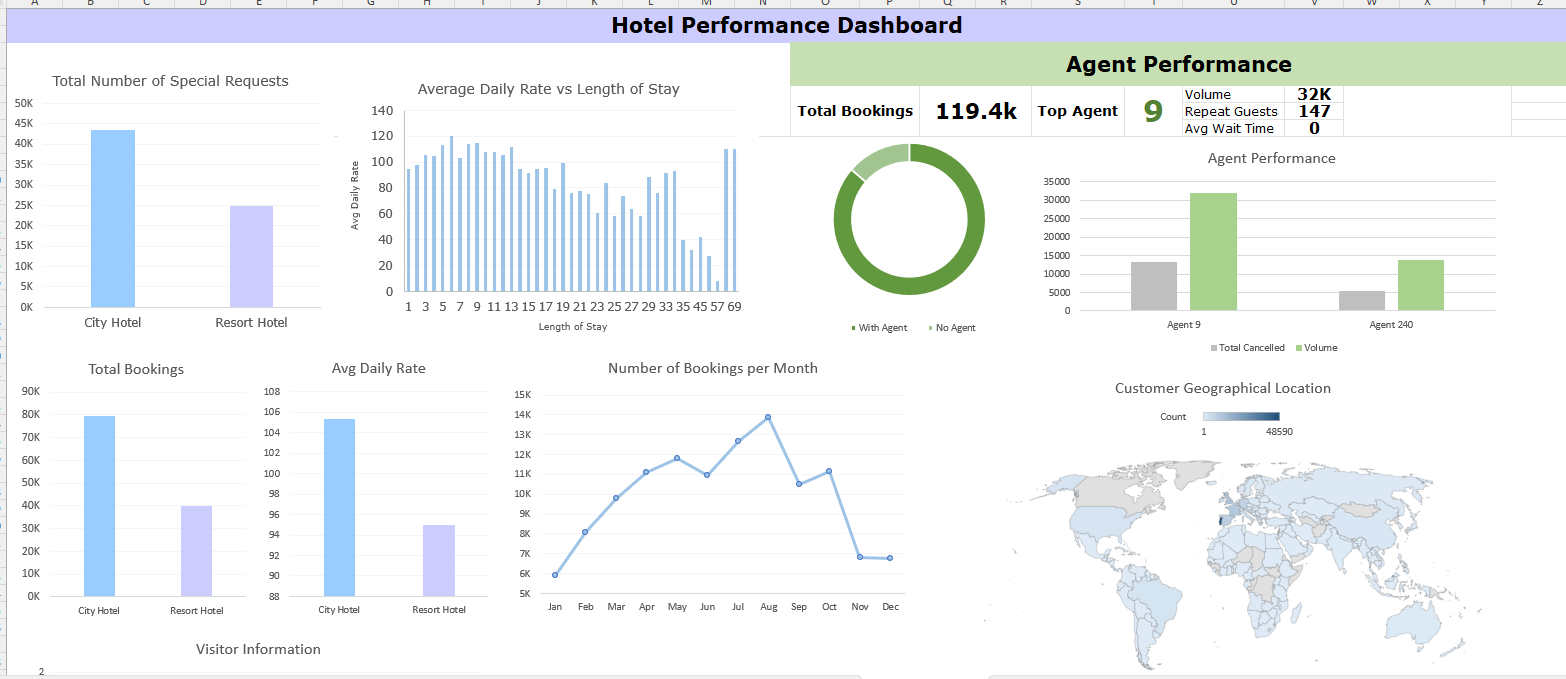 A B C D E F G H I J K L M N O P Q R S T U V W X Y Z
Hotel Performance Dashboard
Agent Performance
Total Bookings 119.4k Top Agent 9
Volume 32K
Repeat Guests 147
Avg Wait Time 0
Total Number of Special Requests
50K
45K
40K
35K
30K
25K
20K
15K
10K
5K
0K
City Hotel Resort Hotel
Average Daily Rate vs Length of Stay
Avg Daily Rate
140
120
100
80
60
40
20
0
1 3 5 7 9 11 13 15 17 19 21 23 25 27 29 33 35 45 57 69
Length of Stay
With Agent No Agent
Agent Performance
35000
30000
25000
20000
15000
10000
5000
0
Agent 9 Agent 240
Total Cancelled Volume
Total Bookings
90K
80K
70K
60K
50K
40K
30K
20K
10K
0K
City Hotel Resort Hotel
Avg Daily Rate
108
106
104
102
100
98
96
94
92
90
88
City Hotel Resort Hotel
Number of Bookings per Month
15K
14K
13K
12K
11K
10K
9K
8K
7K
6K
5K
Jan Feb Mar Apr May Jun Jul Aug Sep Oct Nov Dec
Customer Geographical Location
Count
1 48590
Visitor Information
2